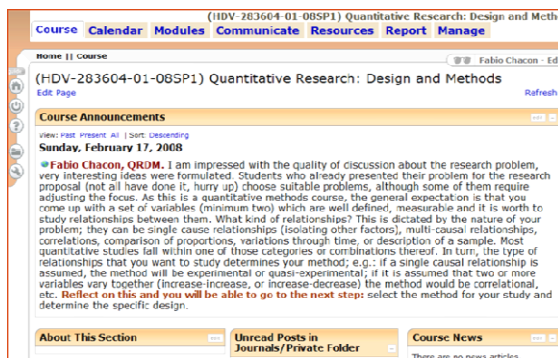 (HDV-283604-01-08SP1) Quantitative Research: Design and Meth
Course Calendar Modules Communicate Resources Report Manage
Home || Course
Fabio Chacon - Ed
(HDV-283604-01-08SP1) Quantitative Research: Design and Methods
Edit Page
Refresh
Course Announcements
View: Past Present All | Sort: Descending
Sunday, February 17, 2008
Fabio Chacon, QRDM. I am impressed with the quality of discussion about the research problem,
very interesting ideas were formulated. Students who already presented their problem for the research
proposal (not all have done it, hurry up) choose suitable problems, although some of them require
adjusting the focus. As this is a quantitative methods course, the general expectation is that you
come up with a set of variables (minimum two) which are well defined, measurable and it is worth to
study relationships between them. What kind of relationships? This is dictated by the nature of your
problem; they can be single cause relationships (isolating other factors), multi-causal relationships,
correlations, comparison of proportions, variations through time, or description of a sample. Most
quantitative studies fall within one of those categories or combinations thereof. In turn, the type of
relationships that you want to study determines your method; e.g.: if a single causal relationship is
assumed, the method will be experimental or quasi-experimental; if it is assumed that two or more
variables vary together (increase-increase, or increase-decrease) the method would be correlational,
etc. Reflect on this and you will be able to go to the next step: select the method for your study and
determine the specific design.
About This Section
Unread Posts in
Journals/Private Folder
Course News
There are no news articles